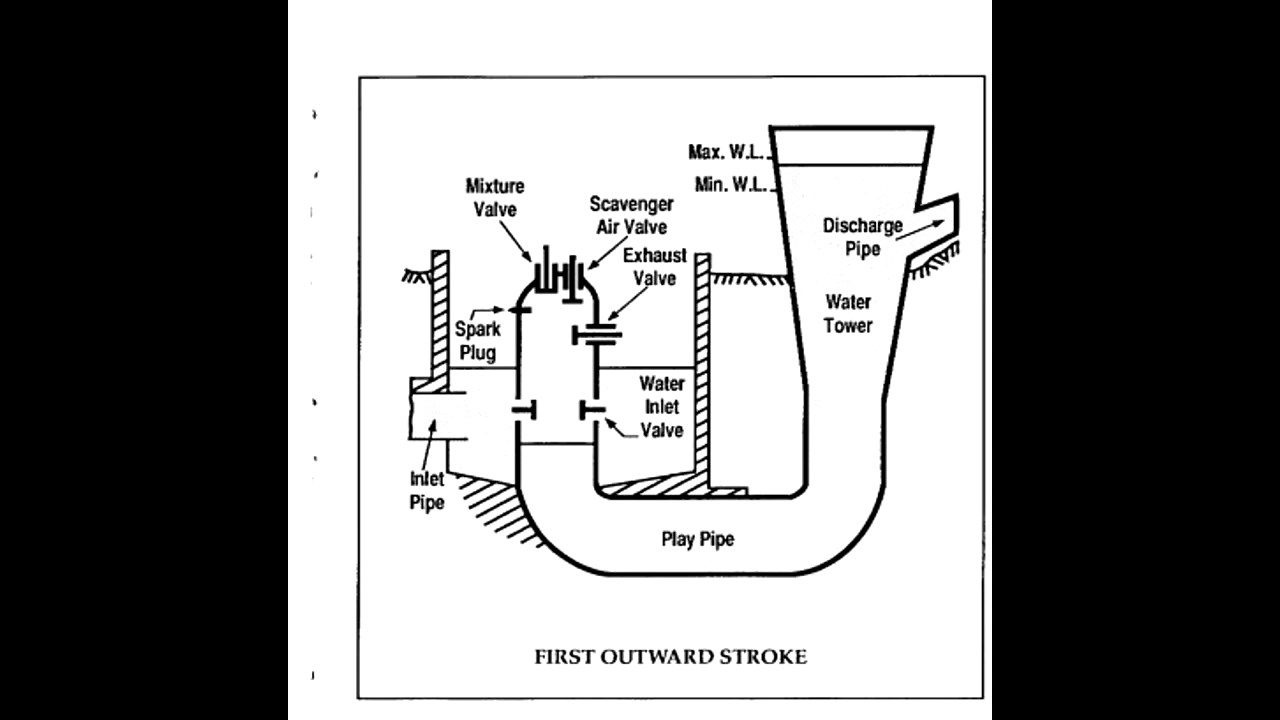 Max. W.L.
Min. W.L.
Mixture
Valve
Scavenger
Air Valve
Exhaust
Valve
Discharge
Pipe
Water
Tower
Spark
Plug
Water
Inlet
Valve
Inlet
Pipe
Play Pipe
FIRST OUTWARD STROKE